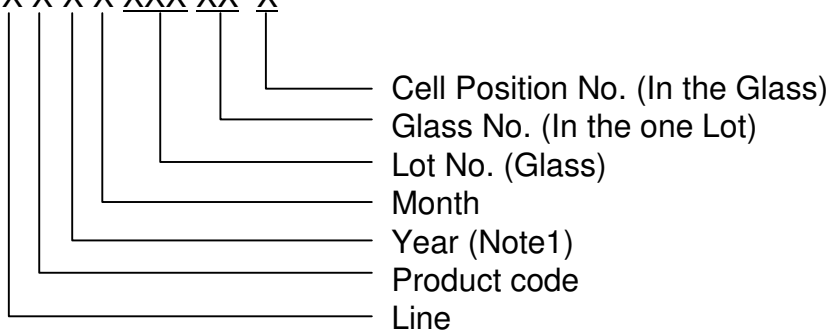 X X X X XXX XX X
Cell Position No. (In the Glass)
Glass No. (In the one Lot)
Lot No. (Glass)
Month
Year (Note1)
Product code
Line